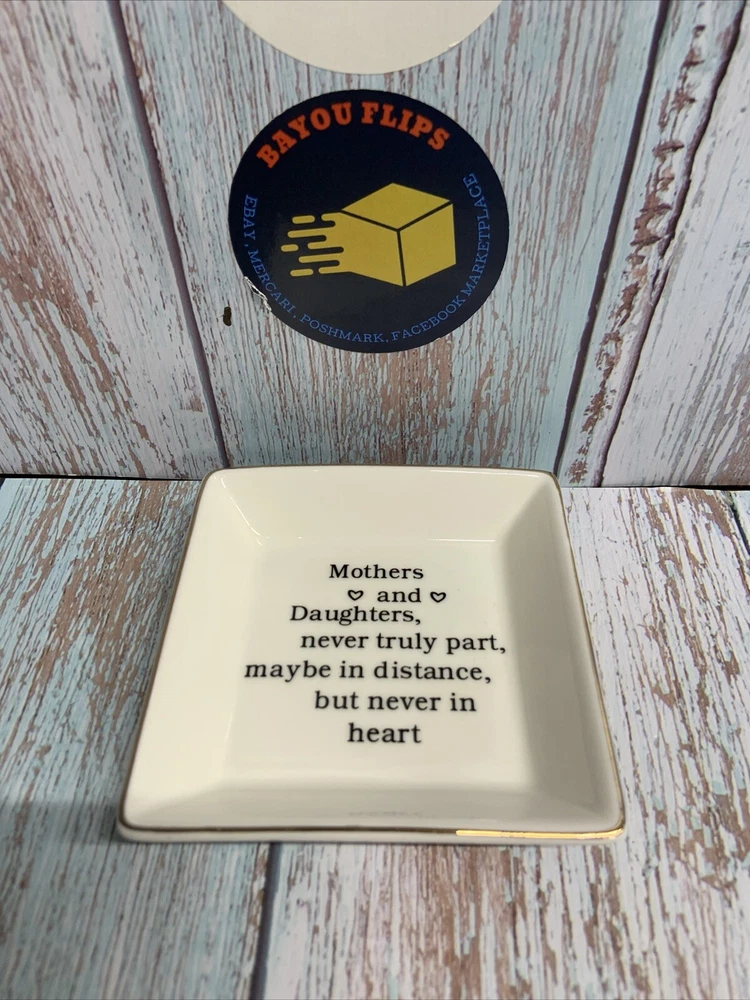 BAYOU FLIPS
EBAY, MERCARI, POSHMARK, FACEBOOK MARKETPLACE
Mothers
♡ and ♡
Daughters,
never truly part,
maybe in distance,
but never in
heart